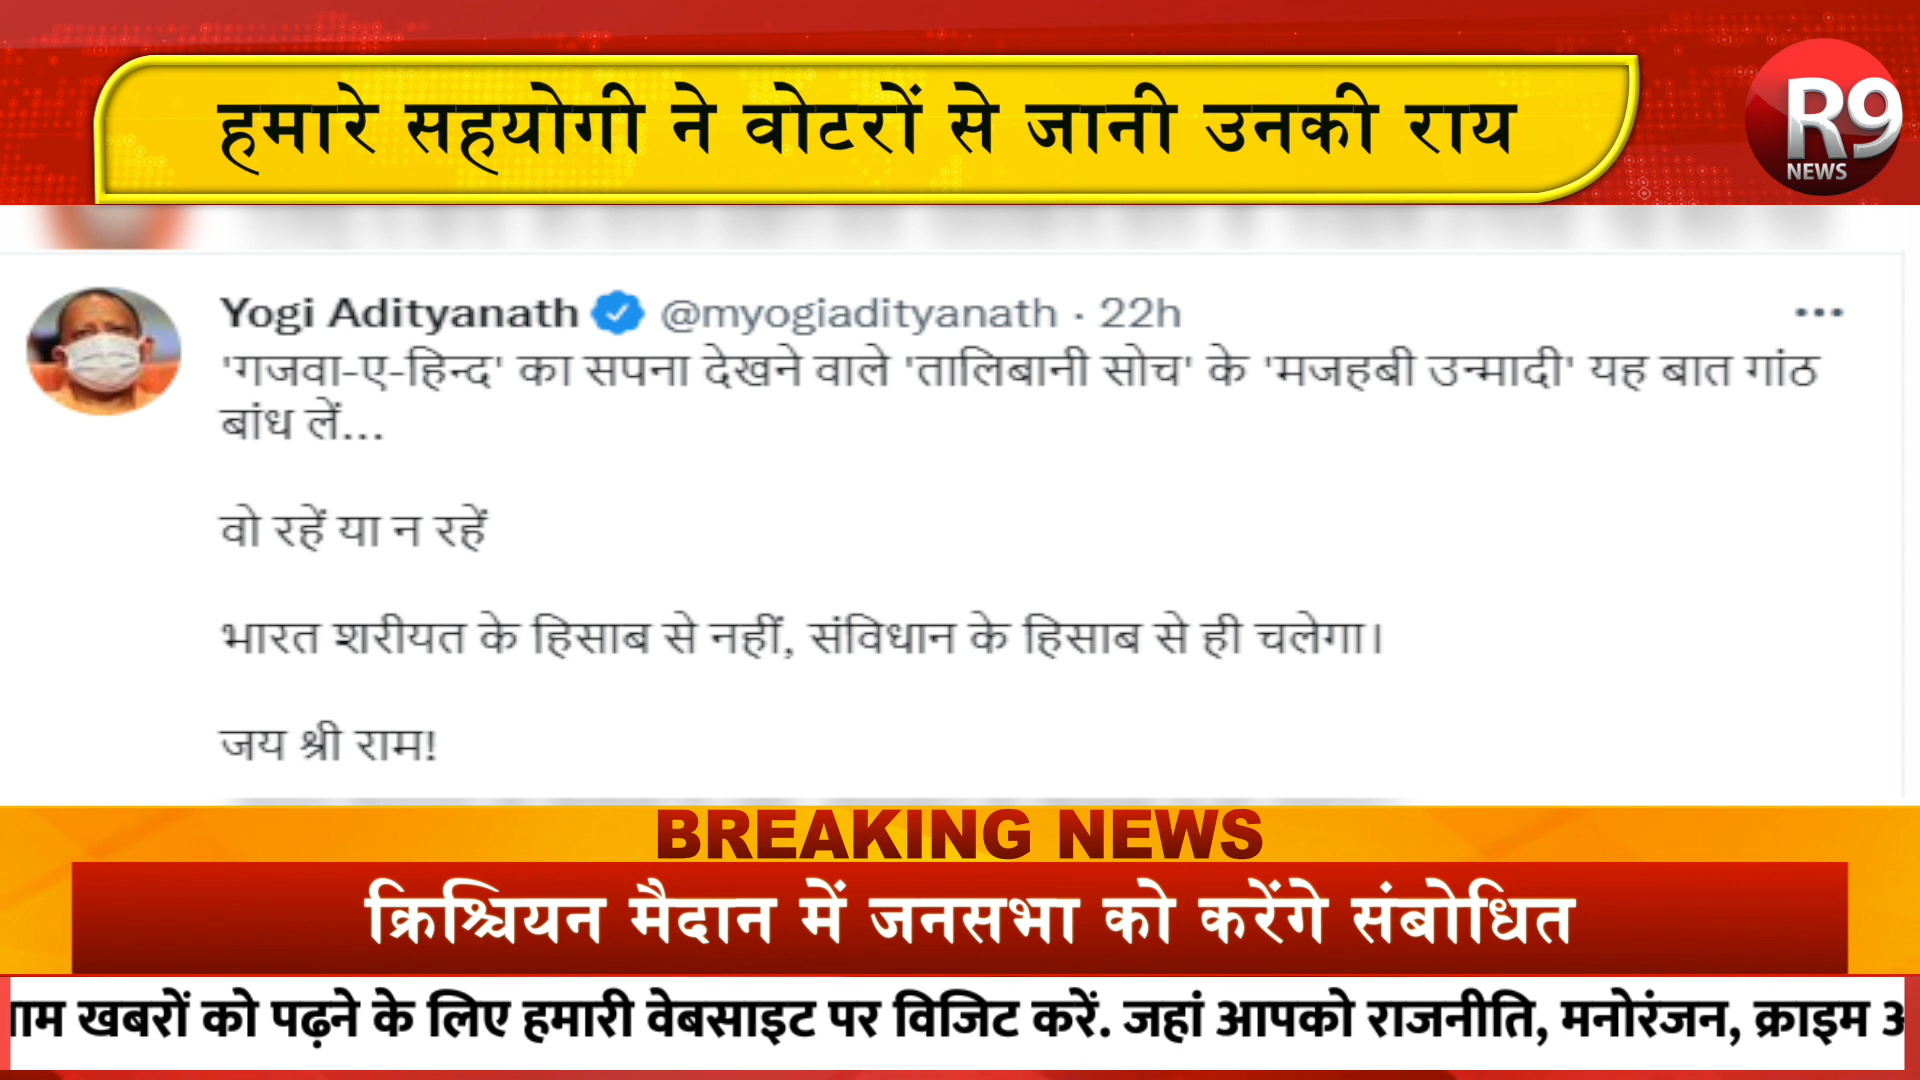 हमारे सहयोगी ने वोटरों से जानी उनकी राय
R9
NEWS
Yogi Adityanath @myogiadityanath · 22h
'गजवा-ए-हिन्द' का सपना देखने वाले 'तालिबानी सोच' के 'मजहबी उन्मादी' यह बात गांठ
बांध लें...
वो रहें या न रहें
भारत शरीयत के हिसाब से नहीं, संविधान के हिसाब से ही चलेगा।
जय श्री राम!
BREAKING NEWS
क्रिश्चियन मैदान में जनसभा को करेंगे संबोधित
खबरों को पढ़ने के लिए हमारी वेबसाइट पर विजिट करें. जहां आपको राजनीति, मनोरंजन, क्राइम